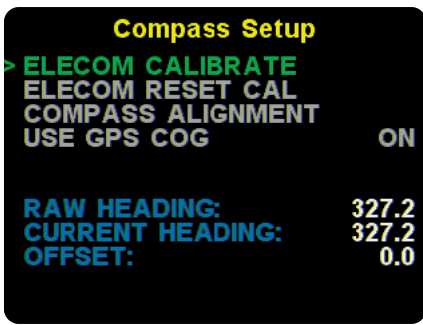 Compass Setup
> ELECOM CALIBRATE
ELECOM RESET CAL
COMPASS ALIGNMENT
USE GPS COG ON
RAW HEADING: 327.2
CURRENT HEADING: 327.2
OFFSET: 0.0